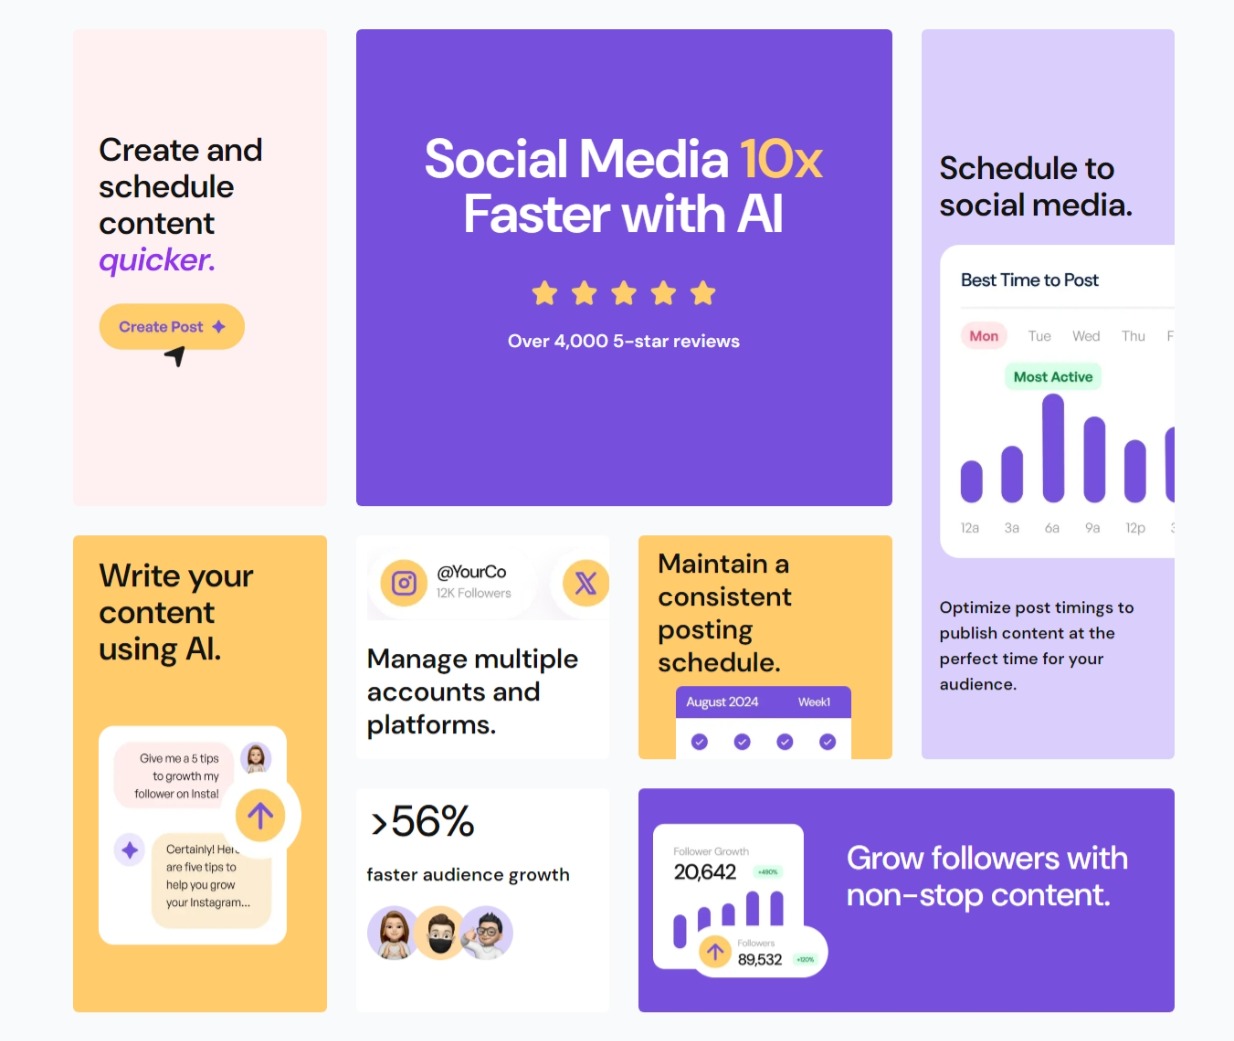 Create and
schedule
content
quicker.
Create Post
Social Media 10x
Faster with AI
Over 4,000 5-star reviews
Schedule to
social media.
Best Time to Post
Mon Tue Wed Thu F
Most Active
12a 3a 6a 9a 12p
Optimize post timings to
publish content at the
perfect time for your
audience.
Write your
content
using AI.
Give me a 5 tips
to growth my
follower on Insta!
Certainly! Here
are five tips to
help you grow
your Instagram...
@YourCo
12K Followers
Manage multiple
accounts and
platforms.
Maintain a
consistent
posting
schedule.
August 2024 Week1
>56%
faster audience growth
Follower Growth
20,642 +490%
Followers
89,532 +120%
Grow followers with
non-stop content.